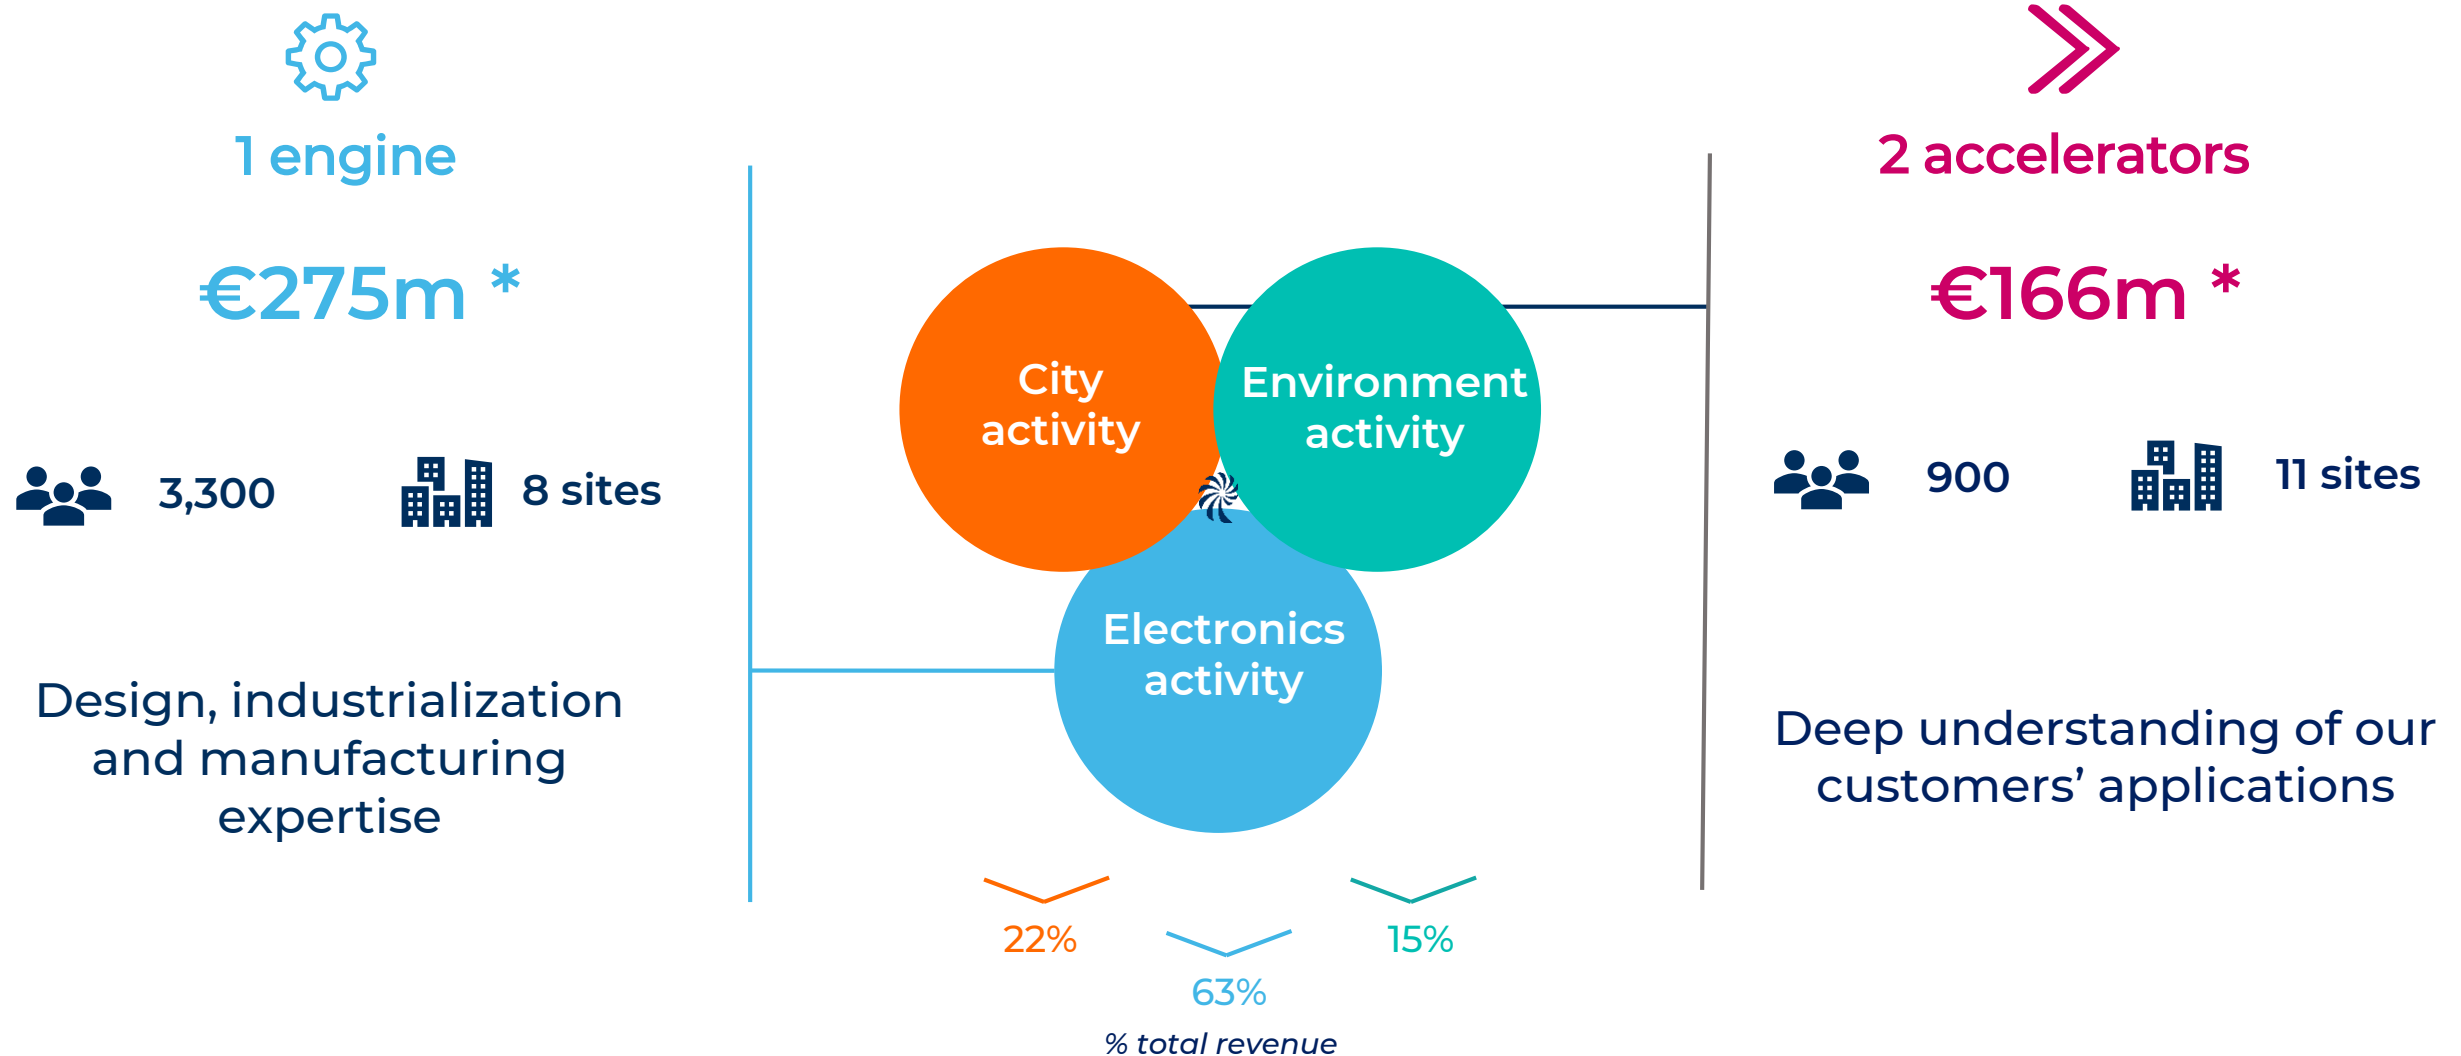 1 engine
€275m *
3,300
8 sites
Design, industrialization
and manufacturing
expertise
City
activity
Environment
activity
Electronics
activity
22%
15%
63%
% total revenue
2 accelerators
€166m *
900
11 sites
Deep understanding of our
customers’ applications